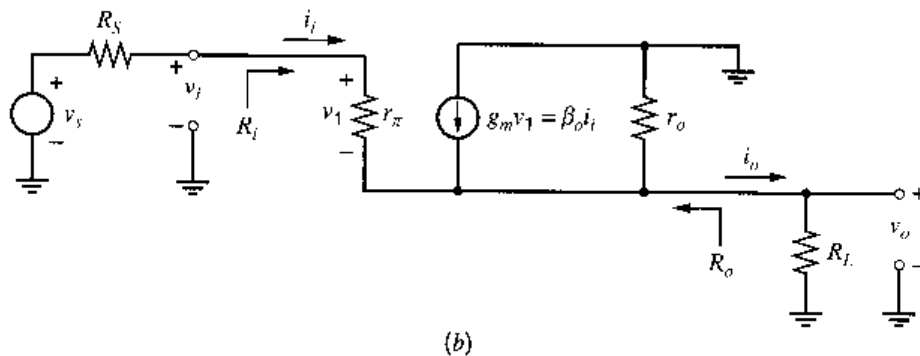 R_S
i_i
+
v_s
−
+
v_i
−
R_i
+
v_1
−
r_π
g_m v_1 = β_o i_i
r_o
i_o
R_o
R_L
+
v_o
−
(b)